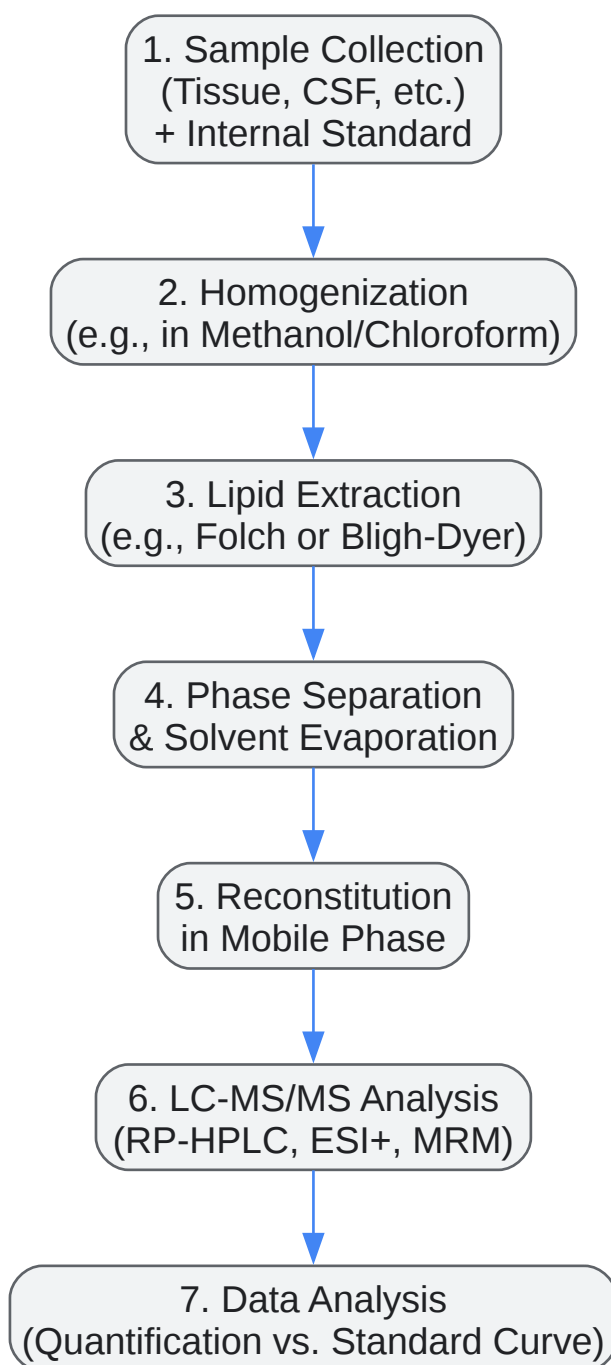 1. Sample Collection
(Tissue, CSF, etc.)
+ Internal Standard
2. Homogenization
(e.g., in Methanol/Chloroform)
3. Lipid Extraction
(e.g., Folch or Bligh-Dyer)
4. Phase Separation
& Solvent Evaporation
5. Reconstitution
in Mobile Phase
6. LC-MS/MS Analysis
(RP-HPLC, ESI+, MRM)
7. Data Analysis
(Quantification vs. Standard Curve)